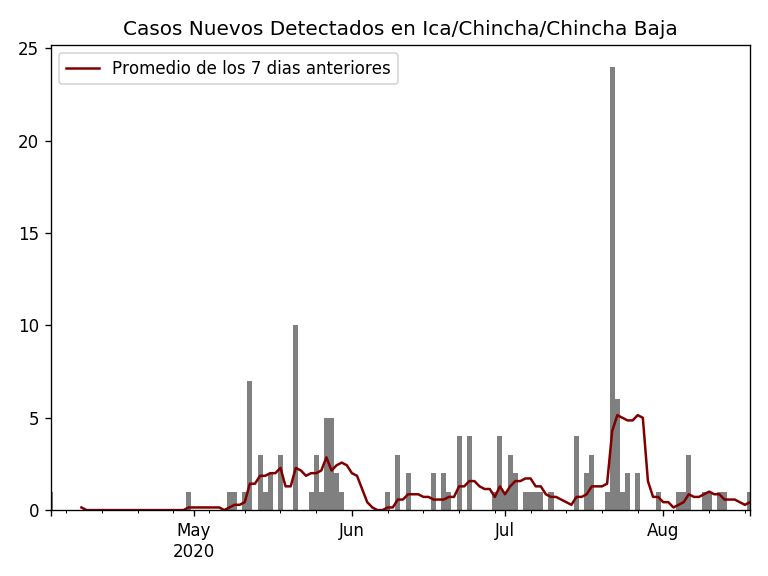 Casos Nuevos Detectados en Ica/Chincha/Chincha Baja
25
20
15
10
5
0
Promedio de los 7 dias anteriores
May
2020
Jun
Jul
Aug